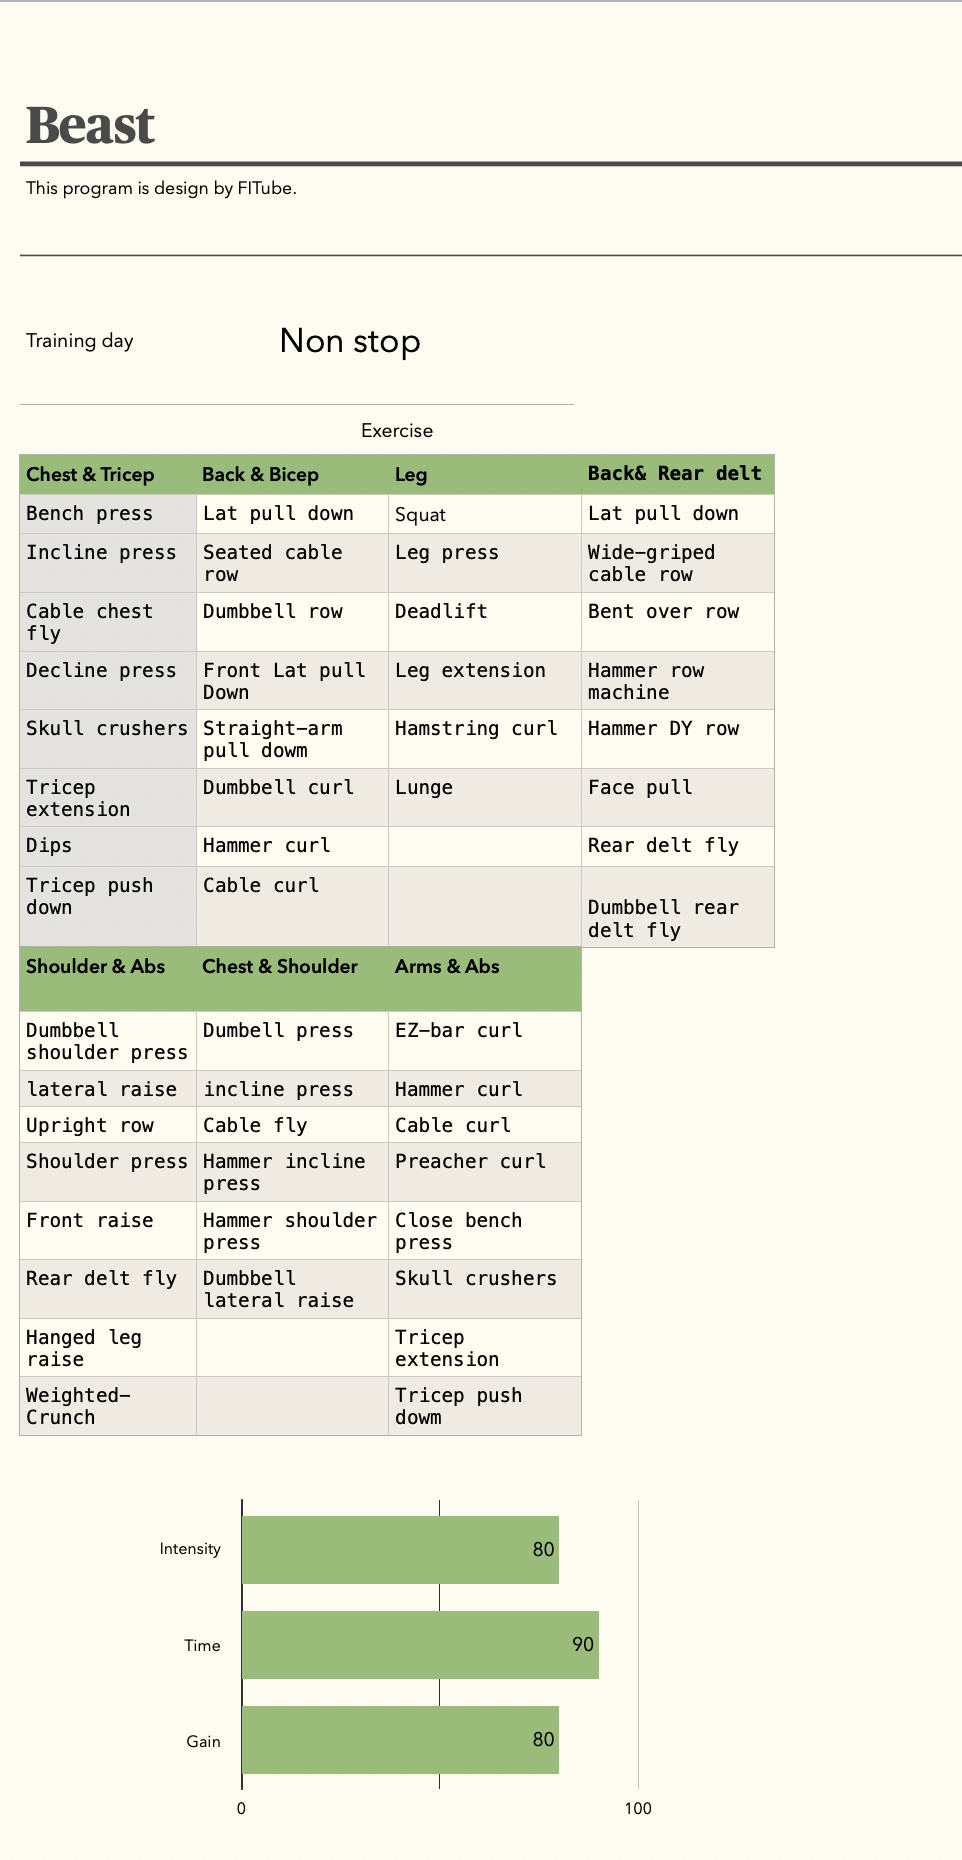 Beast
This program is design by FITube.
Training day
Non stop
Exercise
Chest & Tricep
Back & Bicep
Leg
Back& Rear delt
Bench press
Lat pull down
Squat
Lat pull down
Incline press
Seated cable
row
Leg press
Wide-griped
cable row
Cable chest
fly
Dumbbell row
Deadlift
Bent over row
Decline press
Front Lat pull
Down
Leg extension
Hammer row
machine
Skull crushers
Straight-arm
pull dowm
Hamstring curl
Hammer DY row
Tricep
extension
Dumbbell curl
Lunge
Face pull
Dips
Hammer curl
Rear delt fly
Tricep push
down
Cable curl
Dumbbell rear
delt fly
Shoulder & Abs
Chest & Shoulder
Arms & Abs
Dumbbell
shoulder press
Dumbell press
EZ-bar curl
lateral raise
incline press
Hammer curl
Upright row
Cable fly
Cable curl
Shoulder press
Hammer incline
press
Preacher curl
Front raise
Hammer shoulder
press
Close bench
press
Rear delt fly
Dumbbell
lateral raise
Skull crushers
Hanged leg
raise
Tricep
extension
Weighted-
Crunch
Tricep push
dowm
Intensity
80
Time
90
Gain
80
0
100